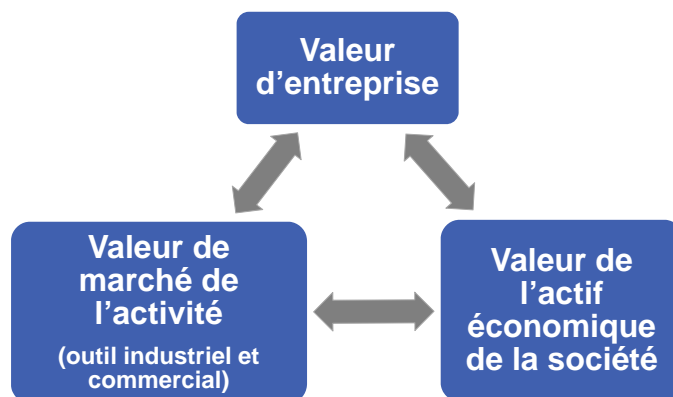 Valeur
d’entreprise
Valeur de
marché de
l’activité
(outil industriel et
commercial)
Valeur de
l’actif
économique
de la société